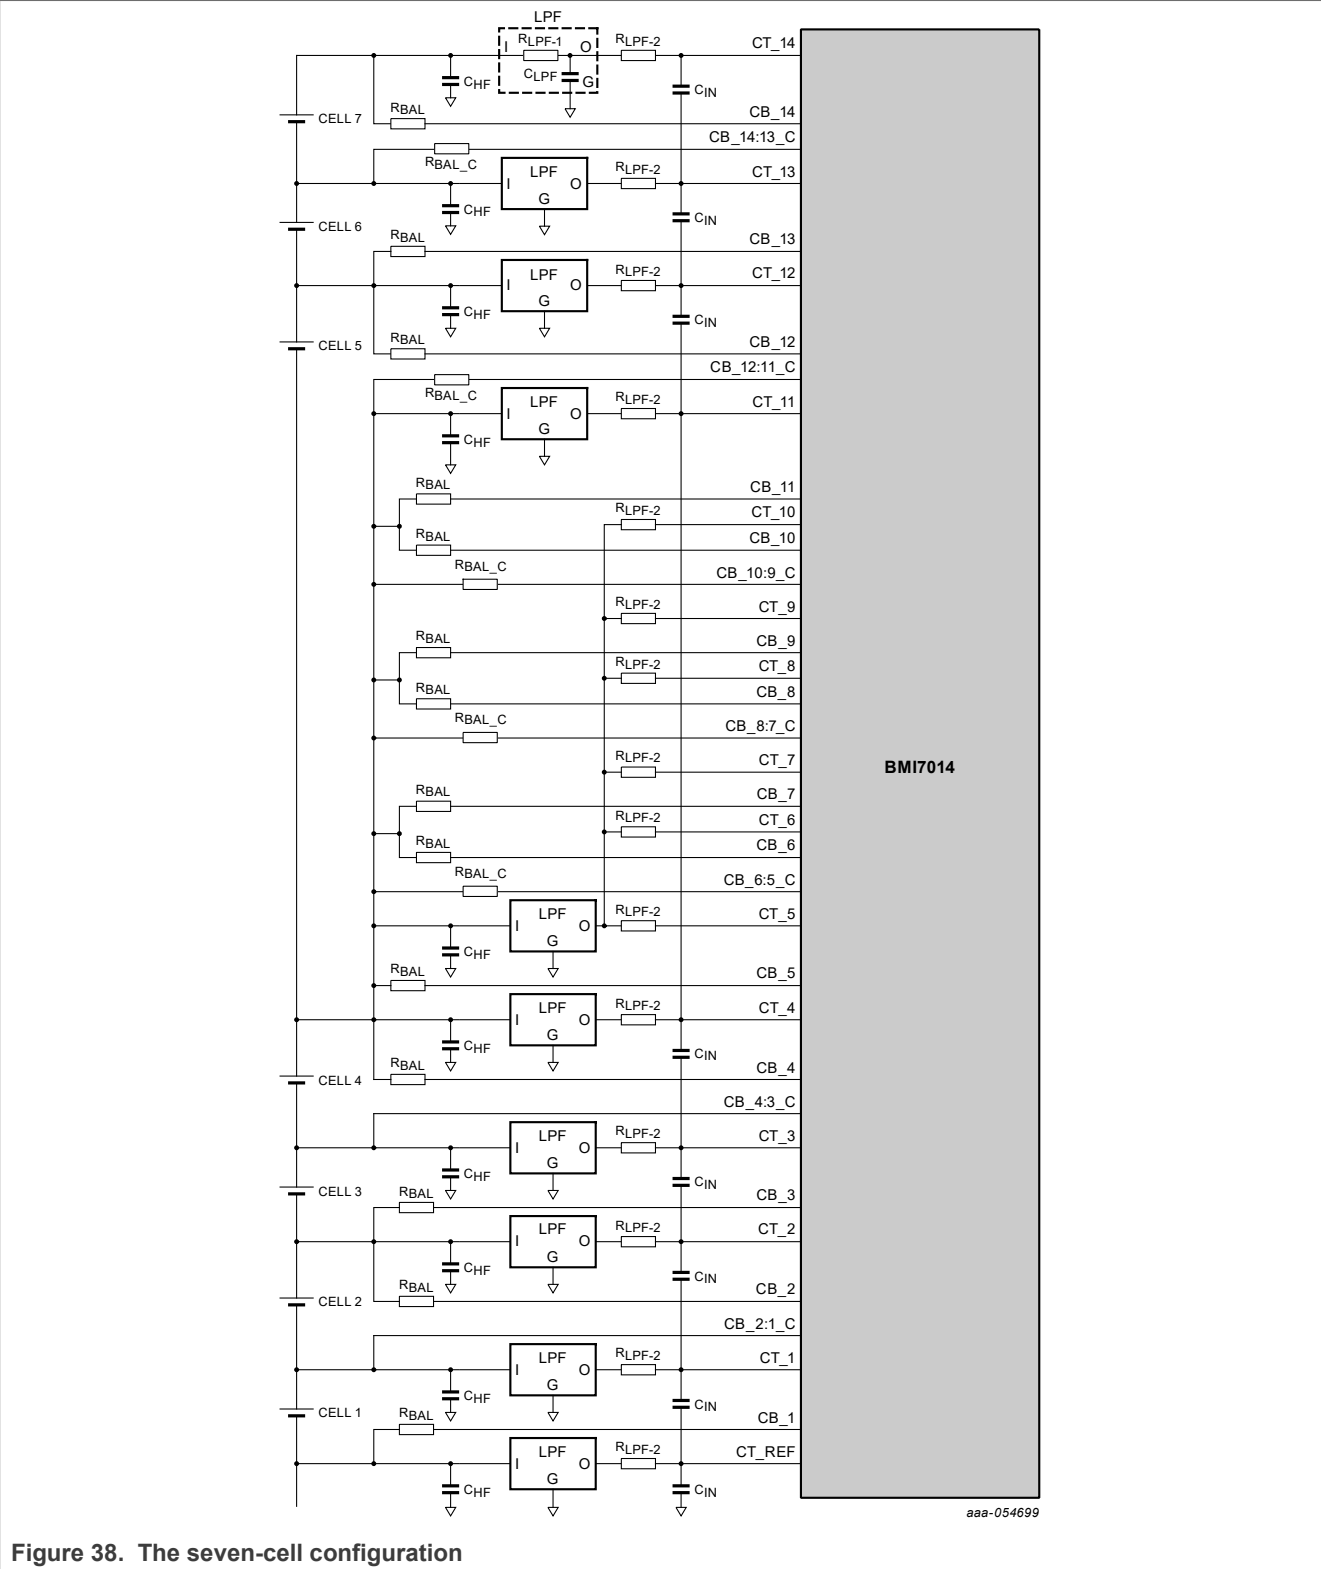 LPF
I RLPF-1 O RLPF-2 CT_14
CHF CLPF G CIN
CELL 7 RBAL CB_14
RBAL_C CB_14:13_C
I LPF O G RLPF-2 CT_13
CHF CIN
CELL 6 RBAL CB_13
I LPF O G RLPF-2 CT_12
CHF CIN
CELL 5 RBAL CB_12
RBAL_C CB_12:11_C
I LPF O G RLPF-2 CT_11
CHF
RBAL CB_11
RLPF-2 CT_10
RBAL CB_10
RBAL_C CB_10:9_C
RLPF-2 CT_9
RBAL CB_9
RLPF-2 CT_8
RBAL CB_8
RBAL_C CB_8:7_C
RLPF-2 CT_7
BMI7014
RBAL CB_7
RLPF-2 CT_6
RBAL CB_6
RBAL_C CB_6:5_C
I LPF O G RLPF-2 CT_5
CHF
RBAL CB_5
I LPF O G RLPF-2 CT_4
CHF CIN
CELL 4 RBAL CB_4
CB_4:3_C
I LPF O G RLPF-2 CT_3
CHF CIN
CELL 3 RBAL CB_3
I LPF O G RLPF-2 CT_2
CHF CIN
CELL 2 RBAL CB_2
CB_2:1_C
I LPF O G RLPF-2 CT_1
CHF CIN
CELL 1 RBAL CB_1
I LPF O G RLPF-2 CT_REF
CHF CIN
aaa-054699
Figure 38. The seven-cell configuration